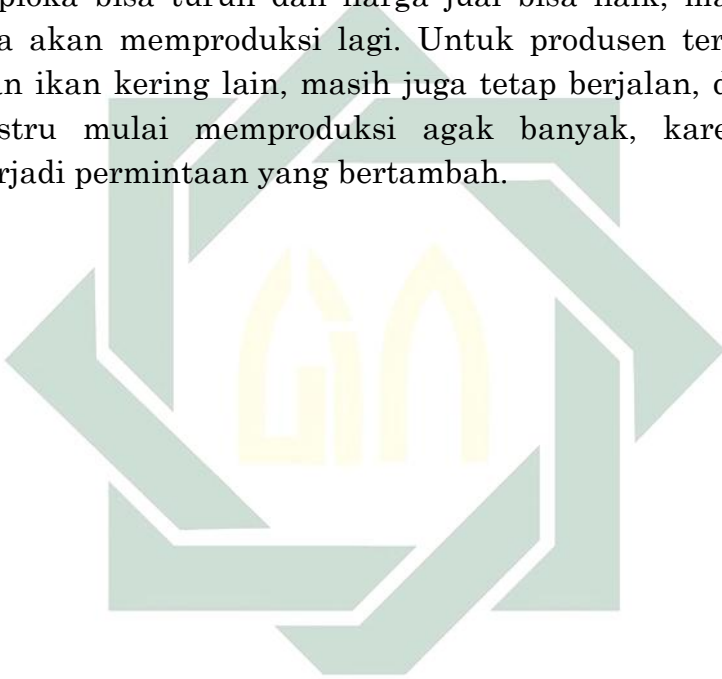 pioka bisa turun dan harga jual bisa naik, ma
a akan memproduksi lagi. Untuk produsen ter
n ikan kering lain, masih juga tetap berjalan, d
stru mulai memproduksi agak banyak, kare
rjadi permintaan yang bertambah.